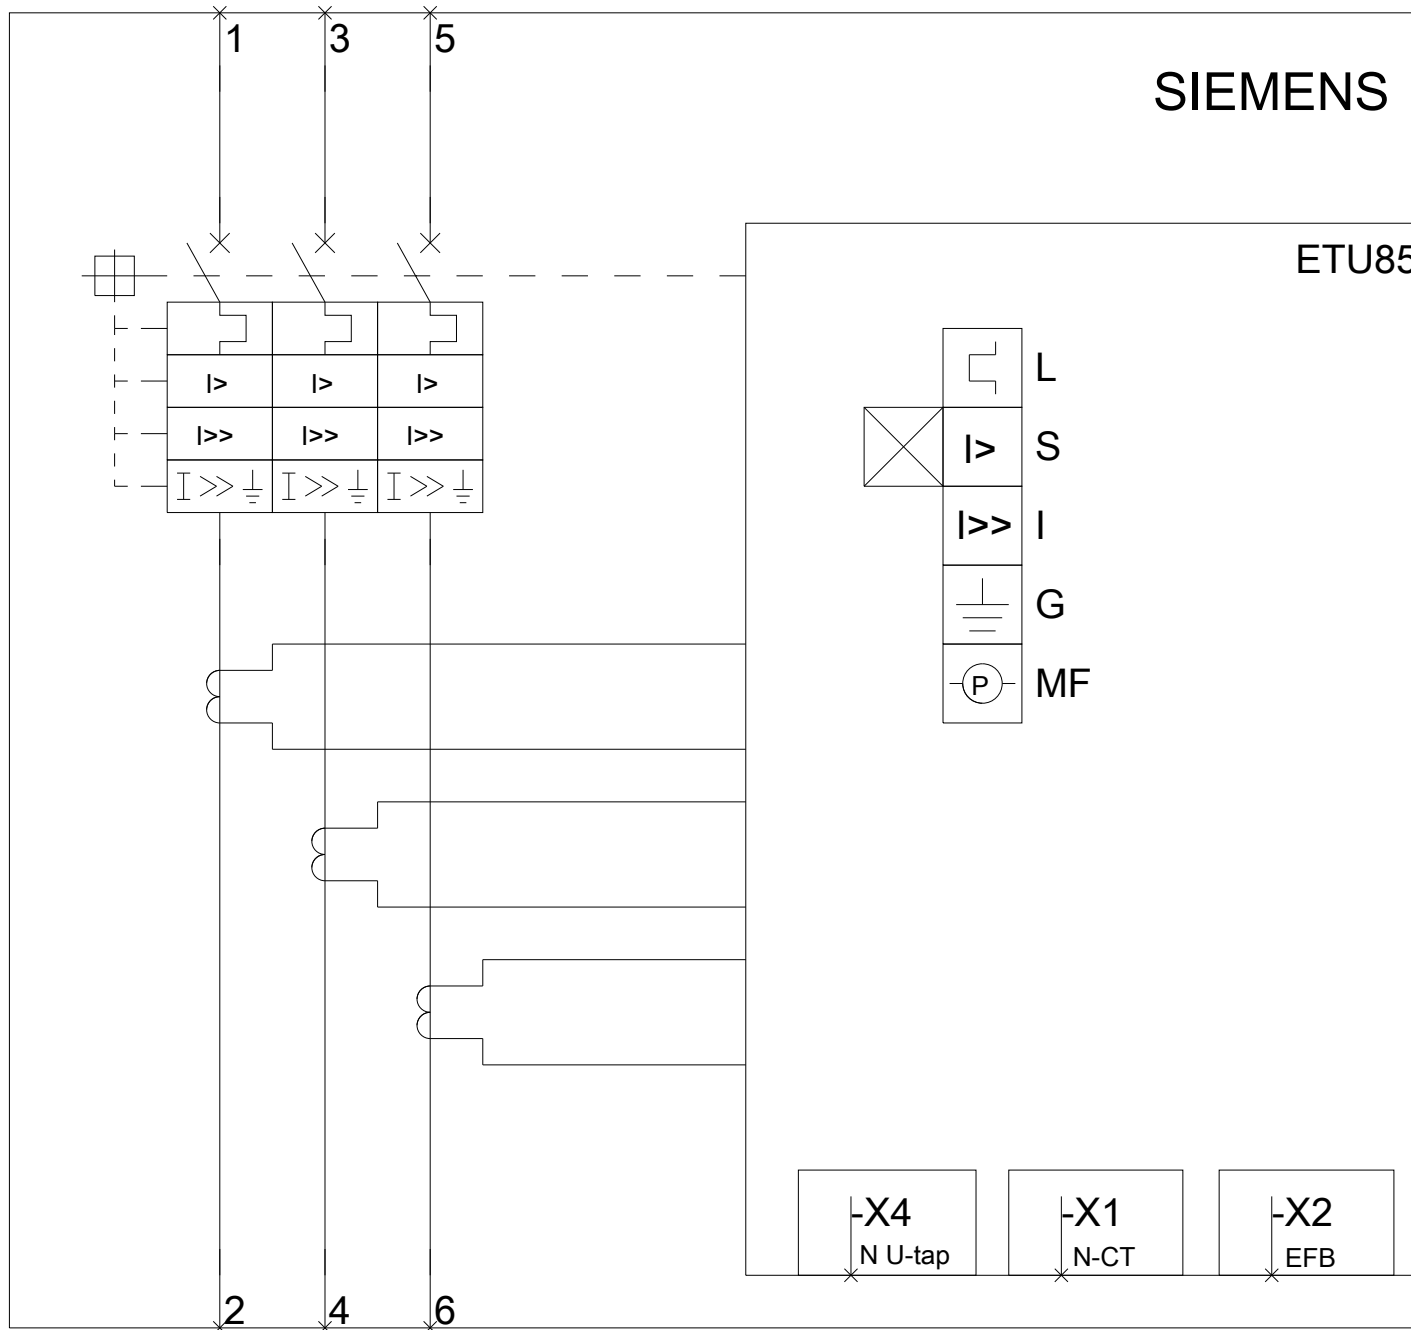 1 3 5
SIEMENS
ETU85
I> I> I>
I>> I>> I>>
I >> I >> I >>
L
I> S
I>> I
G
P MF
-X4 -X1 -X2
N U-tap N-CT EFB
2 4 6